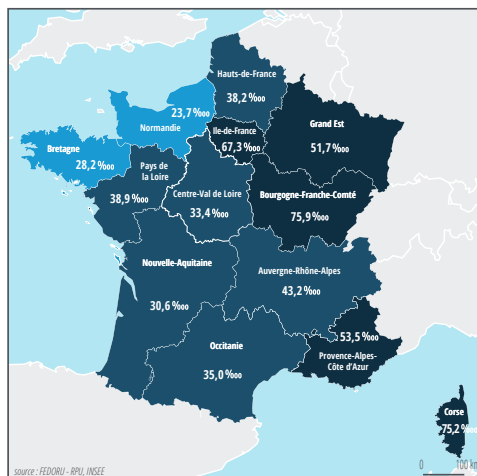 Hauts-de-France
38,2 ‱
23,7 ‱
Normandie
Ile-de-France
67,3 ‱
Grand Est
51,7 ‱
Bretagne
28,2 ‱
Pays de
la Loire
38,9 ‱
Centre-Val de Loire
33,4 ‱
Bourgogne-Franche-Comté
75,9 ‱
Nouvelle-Aquitaine
30,6 ‱
Auvergne-Rhône-Alpes
43,2 ‱
Occitanie
35,0 ‱
53,5 ‱
Provence-Alpes-
Côte d'Azur
Corse
75,2 ‱
0 100 km
source : FEDORU - RPU, INSEE